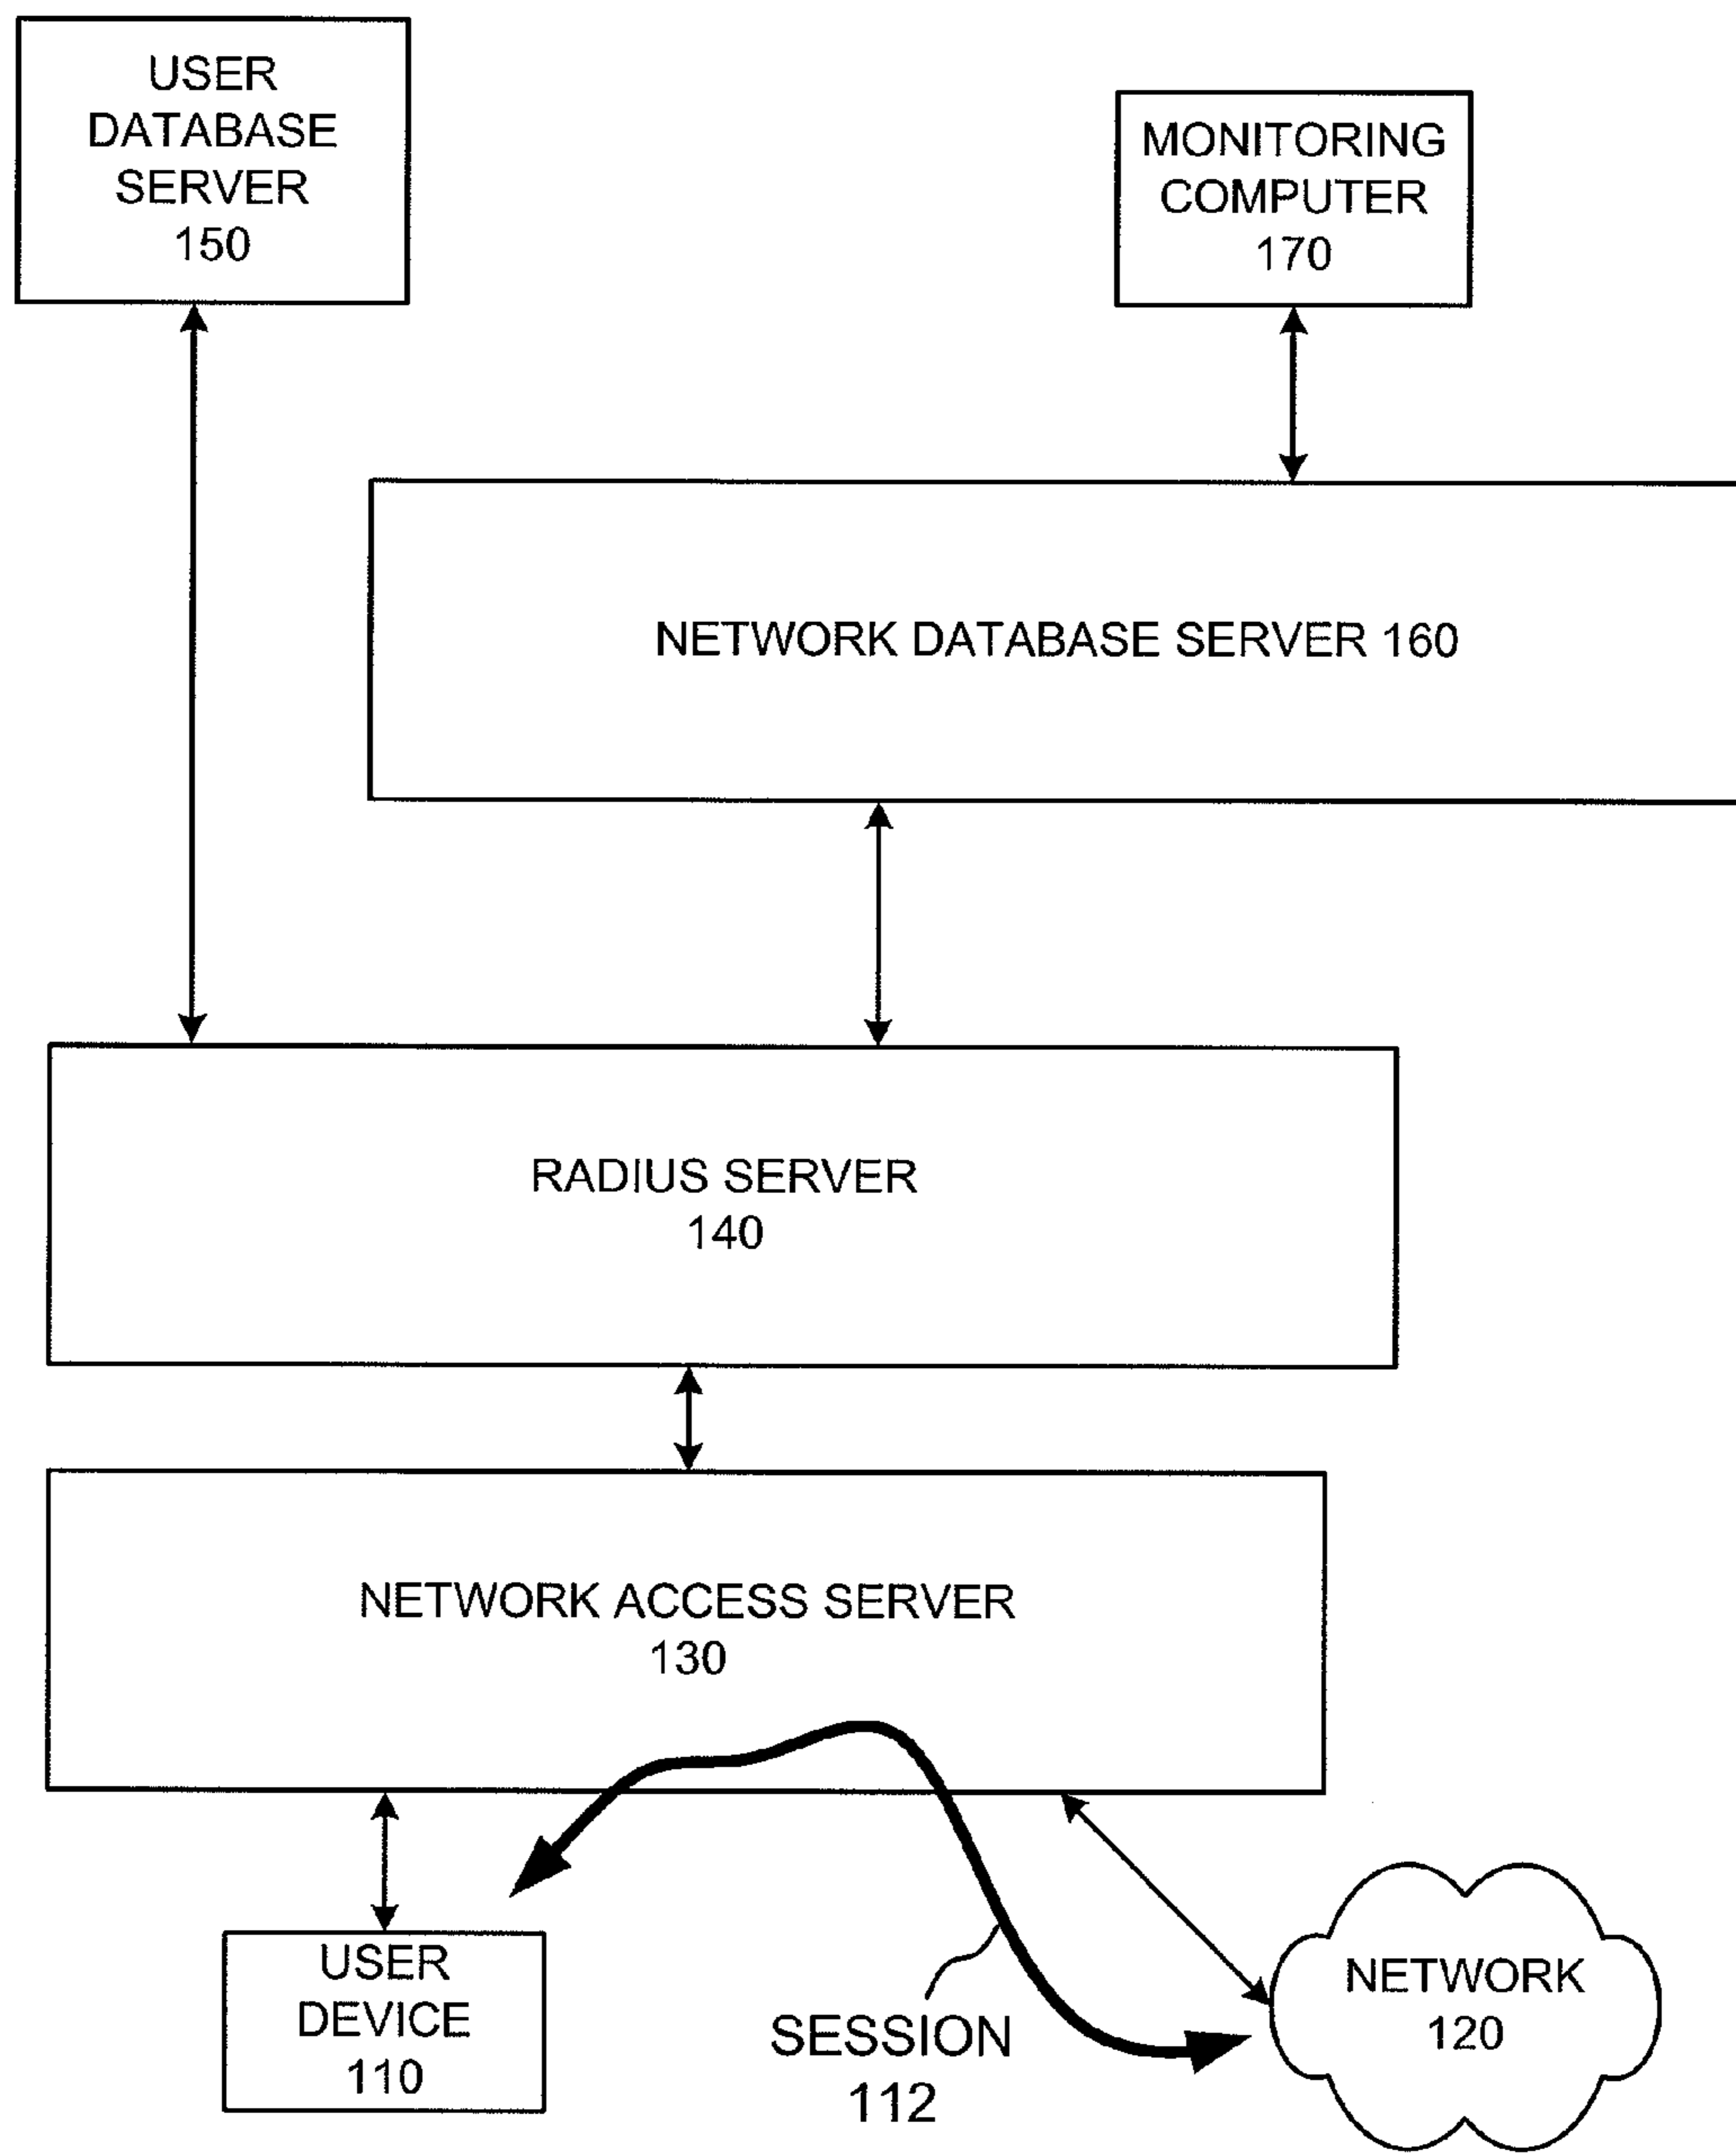 USER
DATABASE
SERVER
150
MONITORING
COMPUTER
170
NETWORK DATABASE SERVER 160
RADIUS SERVER
140
NETWORK ACCESS SERVER
130
USER
DEVICE
110
SESSION
112
NETWORK
120